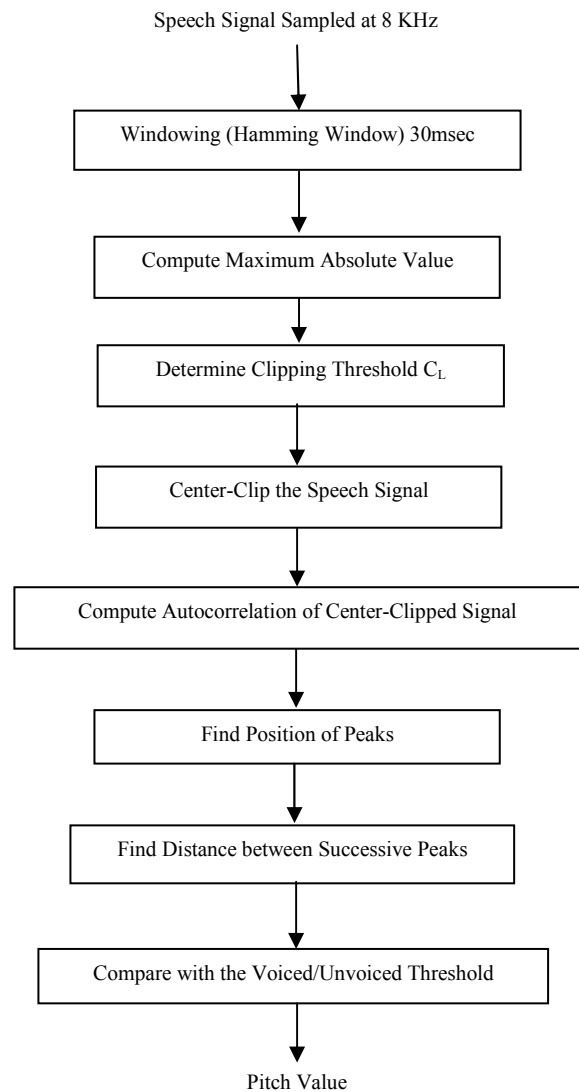 Speech Signal Sampled at 8 KHz
Windowing (Hamming Window) 30msec
Compute Maximum Absolute Value
Determine Clipping Threshold C_L
Center-Clip the Speech Signal
Compute Autocorrelation of Center-Clipped Signal
Find Position of Peaks
Find Distance between Successive Peaks
Compare with the Voiced/Unvoiced Threshold
Pitch Value